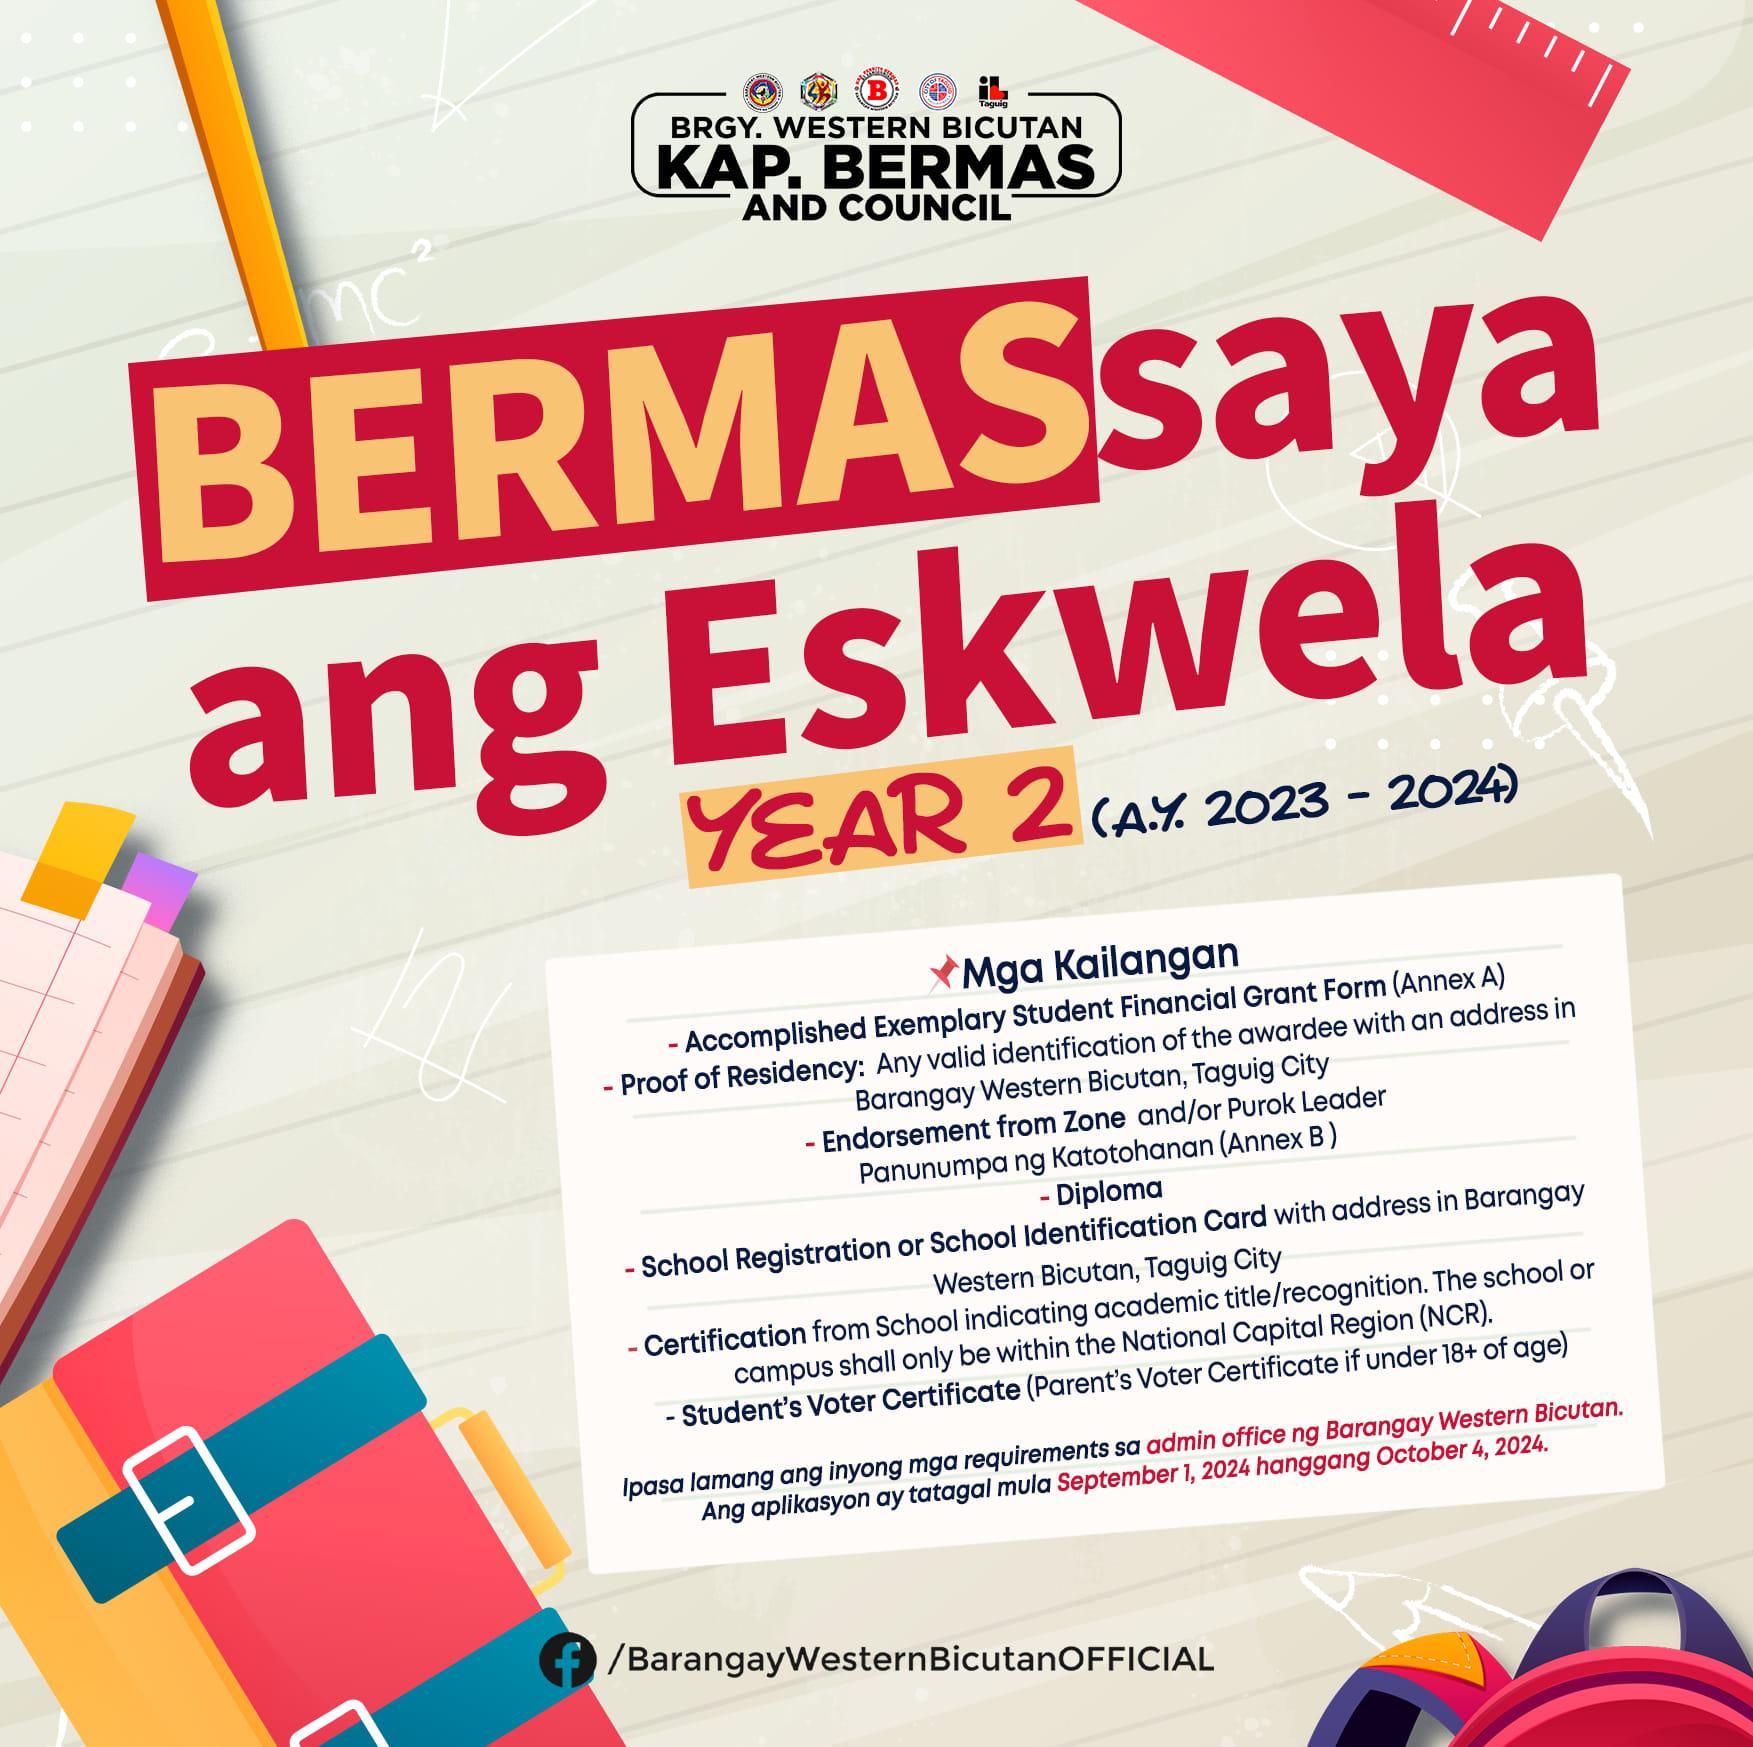 iL
Taguig
BRGY. WESTERN BICUTAN
KAP. BERMAS
AND COUNCIL
BERMASsaya
ang Eskwela
YEAR 2 (A.Y. 2023 - 2024)
Mga Kailangan
- Accomplished Exemplary Student Financial Grant Form (Annex A)
- Proof of Residency: Any valid identification of the awardee with an address in
Barangay Western Bicutan, Taguig City
- Endorsement from Zone and/or Purok Leader
Panunumpa ng Katotohanan (Annex B )
- Diploma
- School Registration or School Identification Card with address in Barangay
Western Bicutan, Taguig City
- Certification from School indicating academic title/recognition. The school or
campus shall only be within the National Capital Region (NCR).
- Student's Voter Certificate (Parent's Voter Certificate if under 18+ of age)
Ipasa lamang ang inyong mga requirements sa admin office ng Barangay Western Bicutan.
Ang aplikasyon ay tatagal mula September 1, 2024 hanggang October 4, 2024.
/BarangayWesternBicutanOFFICIAL